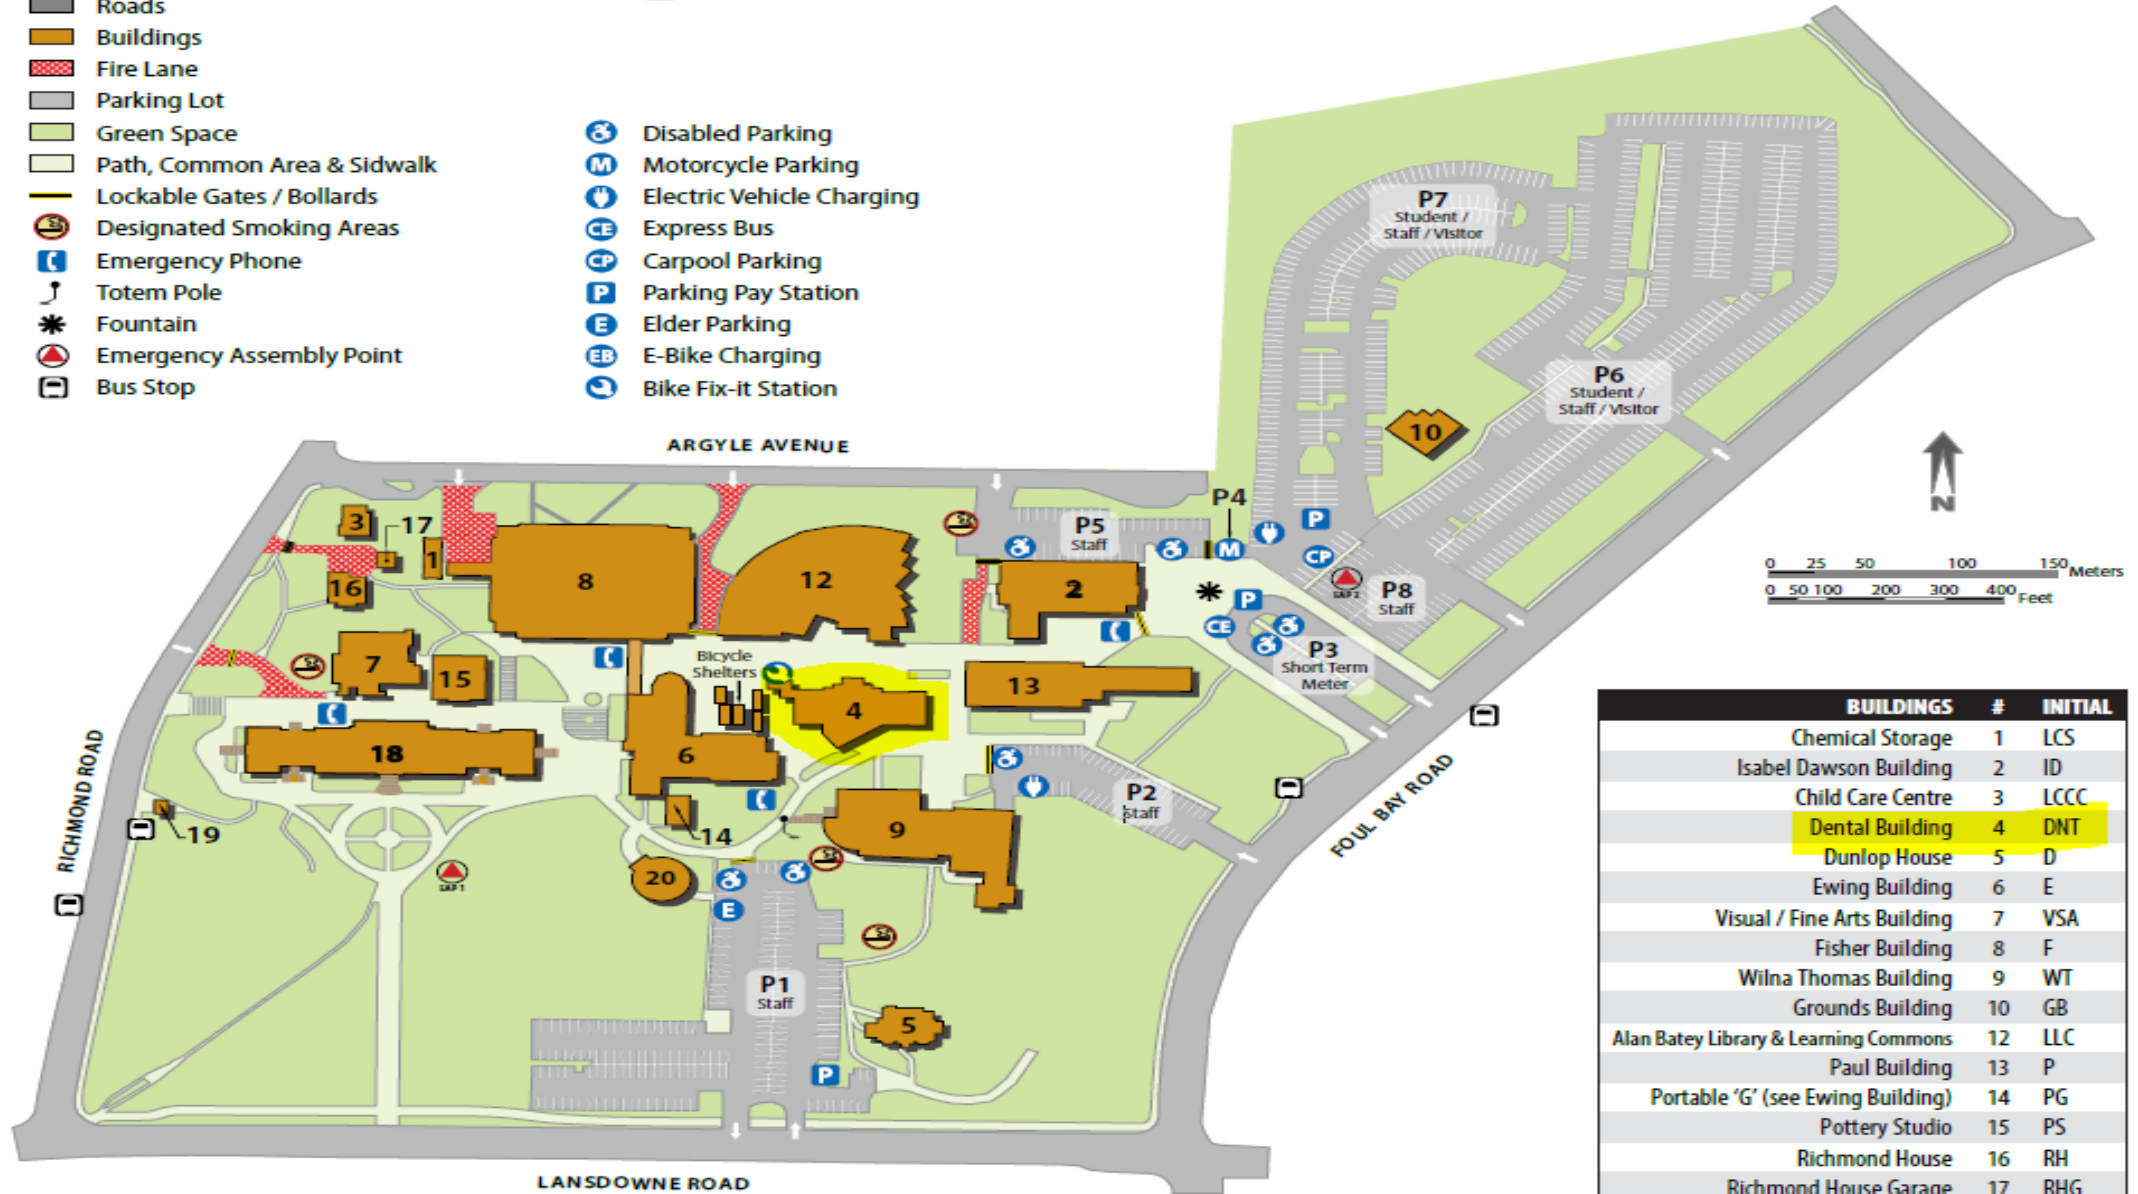 Roads
Buildings
Fire Lane
Parking Lot
Green Space
Path, Common Area & Sidwalk
Lockable Gates / Bollards
Designated Smoking Areas
Emergency Phone
Totem Pole
Fountain
Emergency Assembly Point
Bus Stop
Disabled Parking
M Motorcycle Parking
Electric Vehicle Charging
CE Express Bus
CP Carpool Parking
P Parking Pay Station
E Elder Parking
EB E-Bike Charging
Bike Fix-it Station
P7
Student /
Staff / Visitor
P6
Student /
Staff / Visitor
10
ARGYLE AVENUE
N
0 25 50 100 150 Meters
0 50 100 200 300 400 Feet
P4
P
M
CP
P5
Staff
3
17
1
16
8
12
2
P
CE
EAP 2
P8
Staff
P3
Short Term
Meter
7
15
Bicycle
Shelters
4
13
18
6
P2
Staff
19
14
9
20
EAP 1
E
P1
Staff
5
P
RICHMOND ROAD
FOUL BAY ROAD
LANSDOWNE ROAD
BUILDINGS # INITIAL
Chemical Storage 1 LCS
Isabel Dawson Building 2 ID
Child Care Centre 3 LCCC
Dental Building 4 DNT
Dunlop House 5 D
Ewing Building 6 E
Visual / Fine Arts Building 7 VSA
Fisher Building 8 F
Wilna Thomas Building 9 WT
Grounds Building 10 GB
Alan Batey Library & Learning Commons 12 LLC
Paul Building 13 P
Portable ‘G’ (see Ewing Building) 14 PG
Pottery Studio 15 PS
Richmond House 16 RH
Richmond House Garage 17 RHG